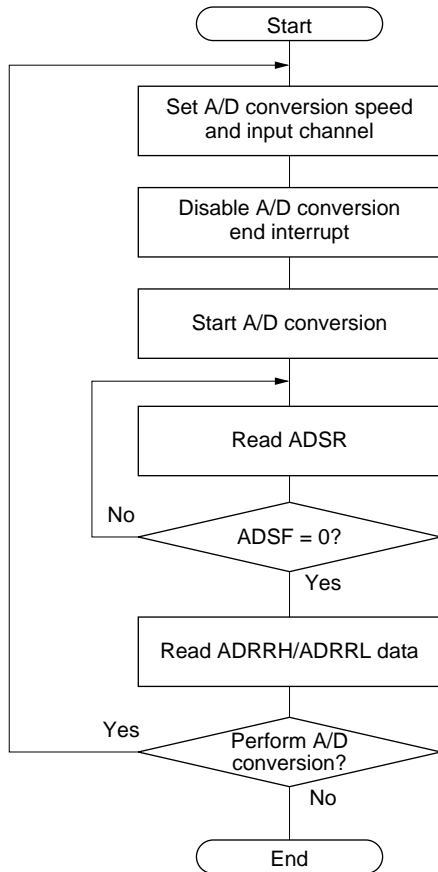 Start
Set A/D conversion speed
and input channel
Disable A/D conversion
end interrupt
Start A/D conversion
Read ADSR
No
ADSF = 0?
Yes
Read ADRRH/ADRRL data
Yes
Perform A/D
conversion?
No
End